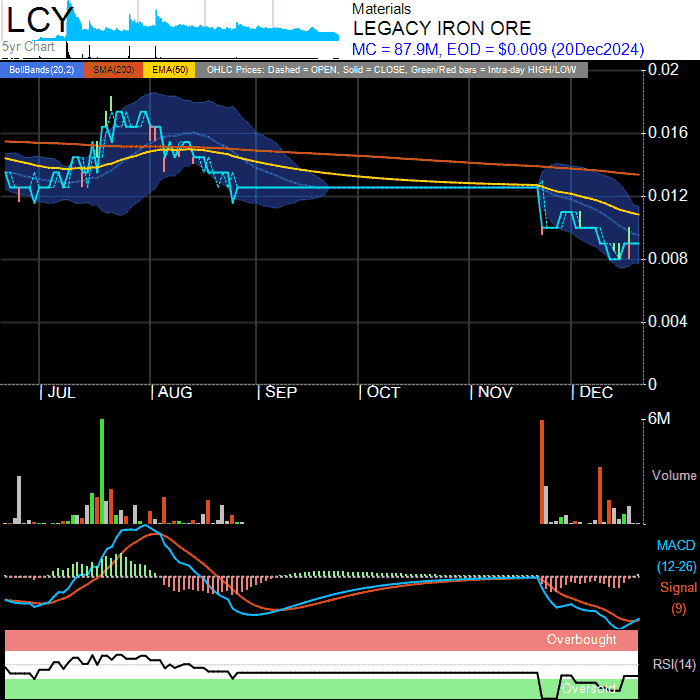 LCY
5yr Chart
Materials
LEGACY IRON ORE
MC = 87.9M, EOD = $0.009 (20Dec2024)
BollBands(20,2) SMA(200) EMA(50) OHLC Prices: Dashed = OPEN, Solid = CLOSE, Green/Red bars = Intra-day HIGH/LOW
0.02
0.016
0.012
0.008
0.004
0
JUL AUG SEP OCT NOV DEC
6M
Volume
MACD
(12-26)
Signal
(9)
Overbought
RSI(14)
Oversold